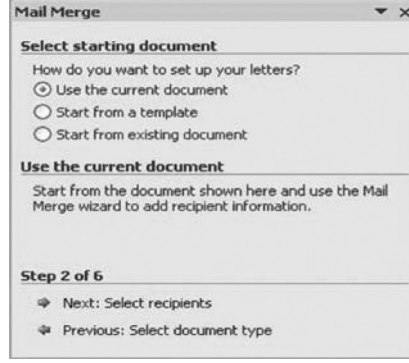 Mail Merge
Select starting document
How do you want to set up your letters?
Use the current document
Start from a template
Start from existing document
Use the current document
Start from the document shown here and use the Mail
Merge wizard to add recipient information.
Step 2 of 6
Next: Select recipients
Previous: Select document type